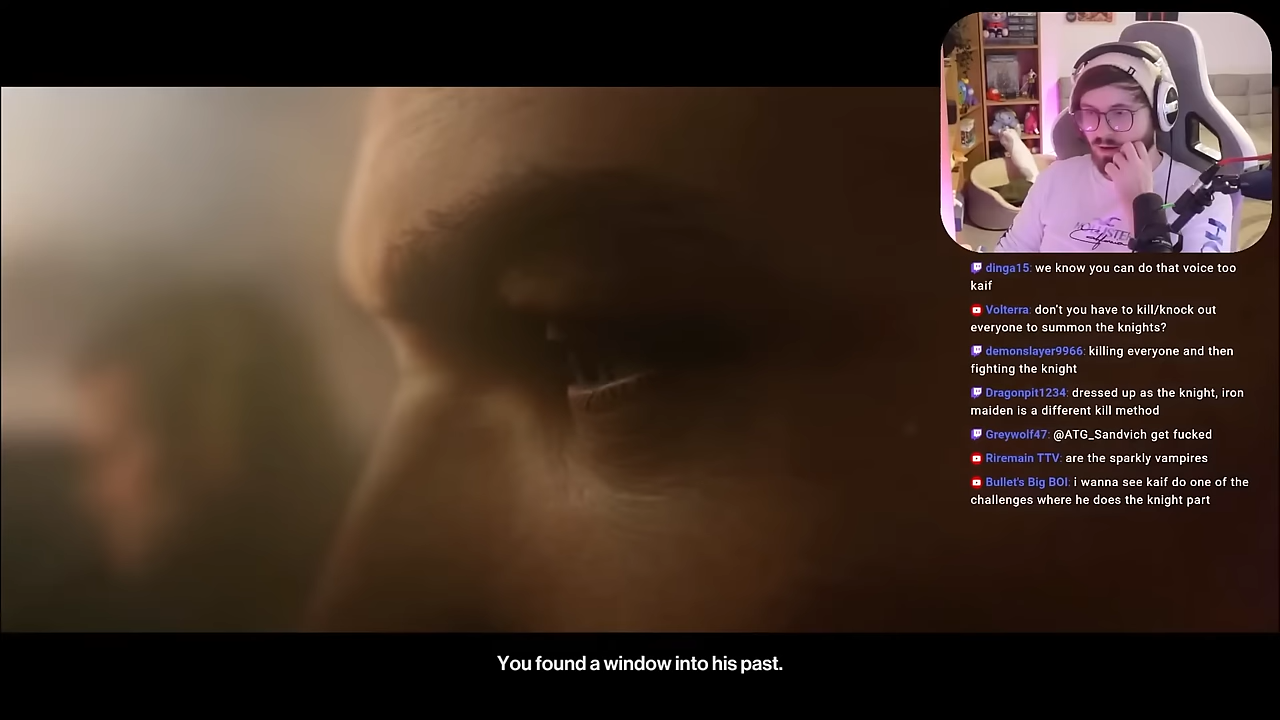 dinga15: we know you can do that voice too
kaif
Volterra: don't you have to kill/knock out
everyone to summon the knights?
demonslayer9966: killing everyone and then
fighting the knight
Dragonpit1234: dressed up as the knight, iron
maiden is a different kill method
Greywolf47: @ATG_Sandvich get fucked
Riremain TTV: are the sparkly vampires
Bullet's Big BOI: i wanna see kaif do one of the
challenges where he does the knight part
You found a window into his past.